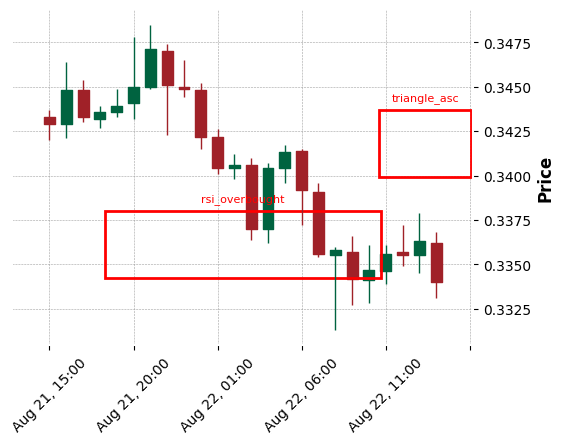 0.3475
0.3450
triangle_asc
0.3425
0.3400
Price
rsi_overbought
0.3375
0.3350
0.3325
Aug 21, 15:00
Aug 21, 20:00
Aug 22, 01:00
Aug 22, 06:00
Aug 22, 11:00